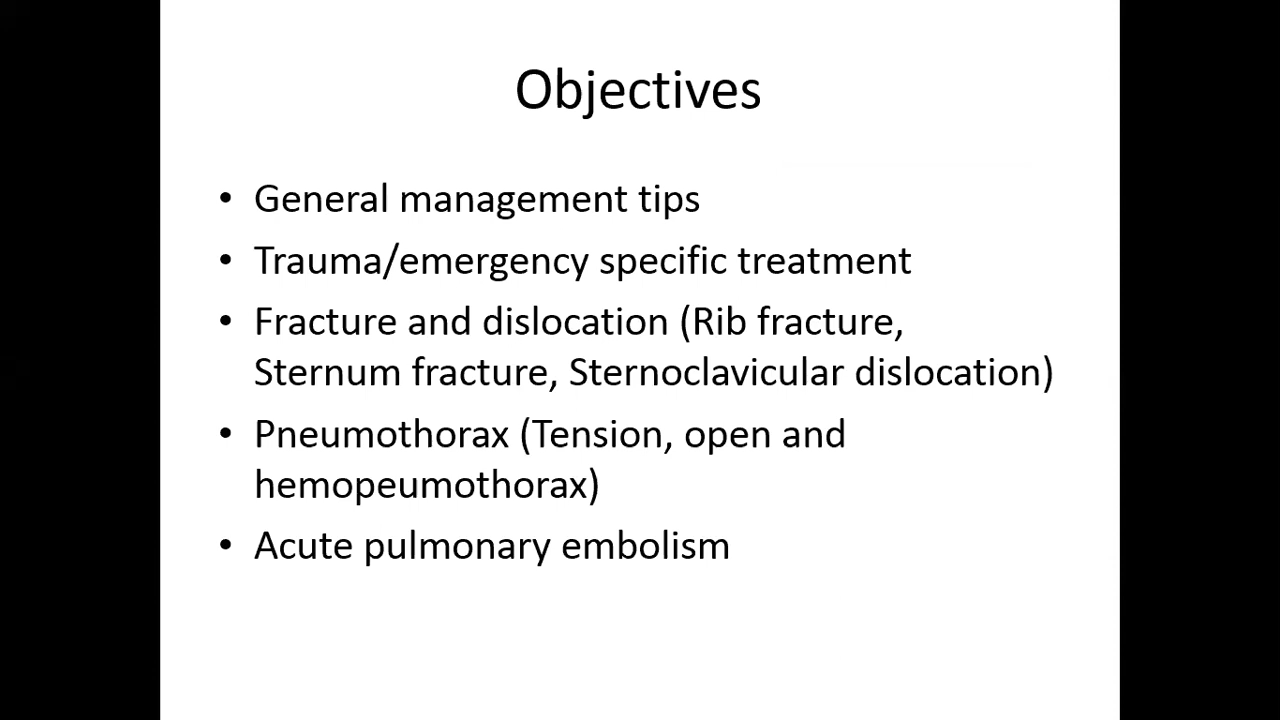 Objectives
• General management tips
• Trauma/emergency specific treatment
• Fracture and dislocation (Rib fracture,
Sternum fracture, Sternoclavicular dislocation)
• Pneumothorax (Tension, open and
hemopeumothorax)
• Acute pulmonary embolism